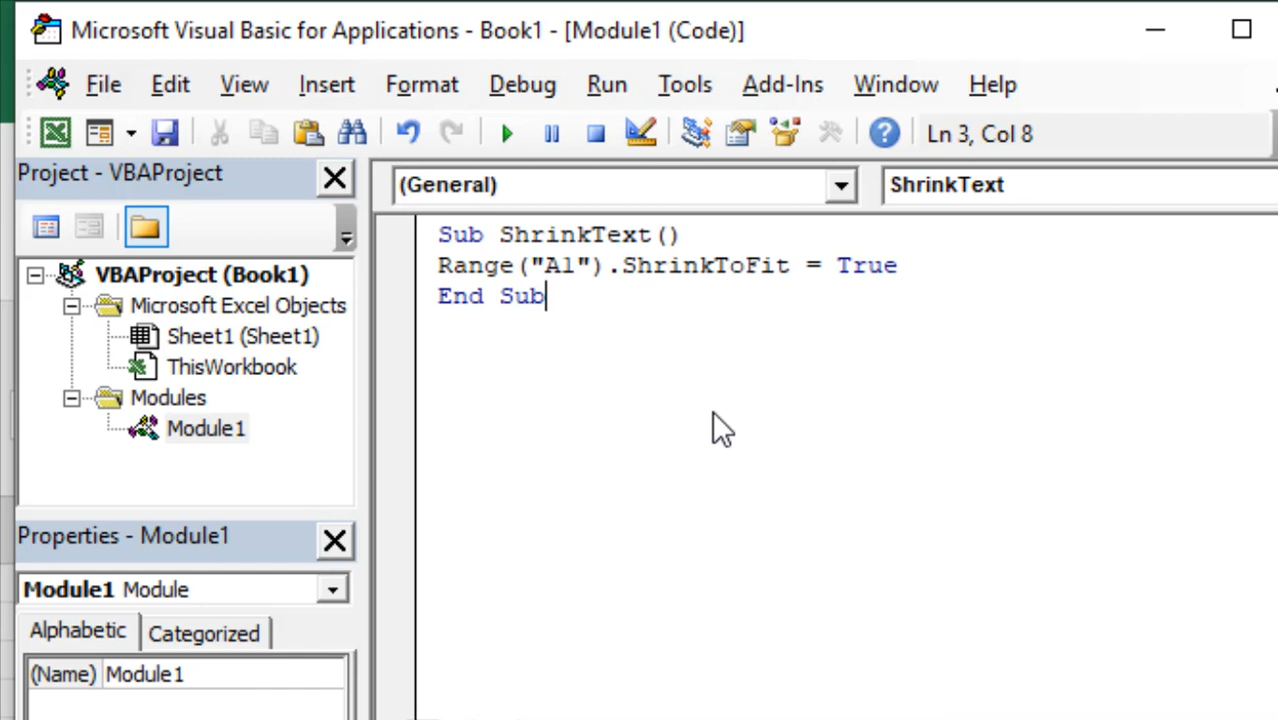 Microsoft Visual Basic for Applications - Book1 - [Module1 (Code)]
File Edit View Insert Format Debug Run Tools Add-Ins Window Help
Ln 3, Col 8
Project - VBAProject
(General) ShrinkText
VBAProject (Book1)
Microsoft Excel Objects
Sheet1 (Sheet1)
ThisWorkbook
Modules
Module1
Sub ShrinkText()
Range("A1").ShrinkToFit = True
End Sub
Properties - Module1
Module1 Module
Alphabetic Categorized
(Name) Module1